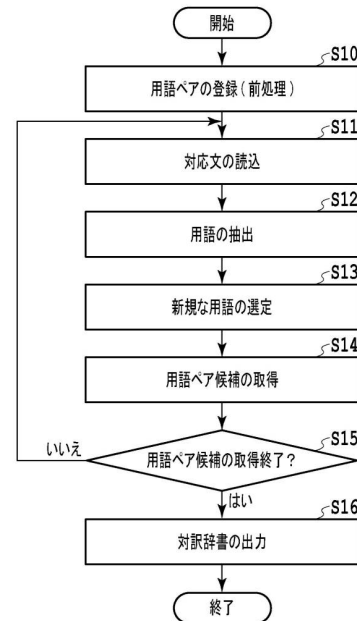 開始
S10
用語ペアの登録(前処理)
S11
対応文の読込
S12
用語の抽出
S13
新規な用語の選定
S14
用語ペア候補の取得
S15
いいえ
用語ペア候補の取得終了?
はい
S16
対訳辞書の出力
終了